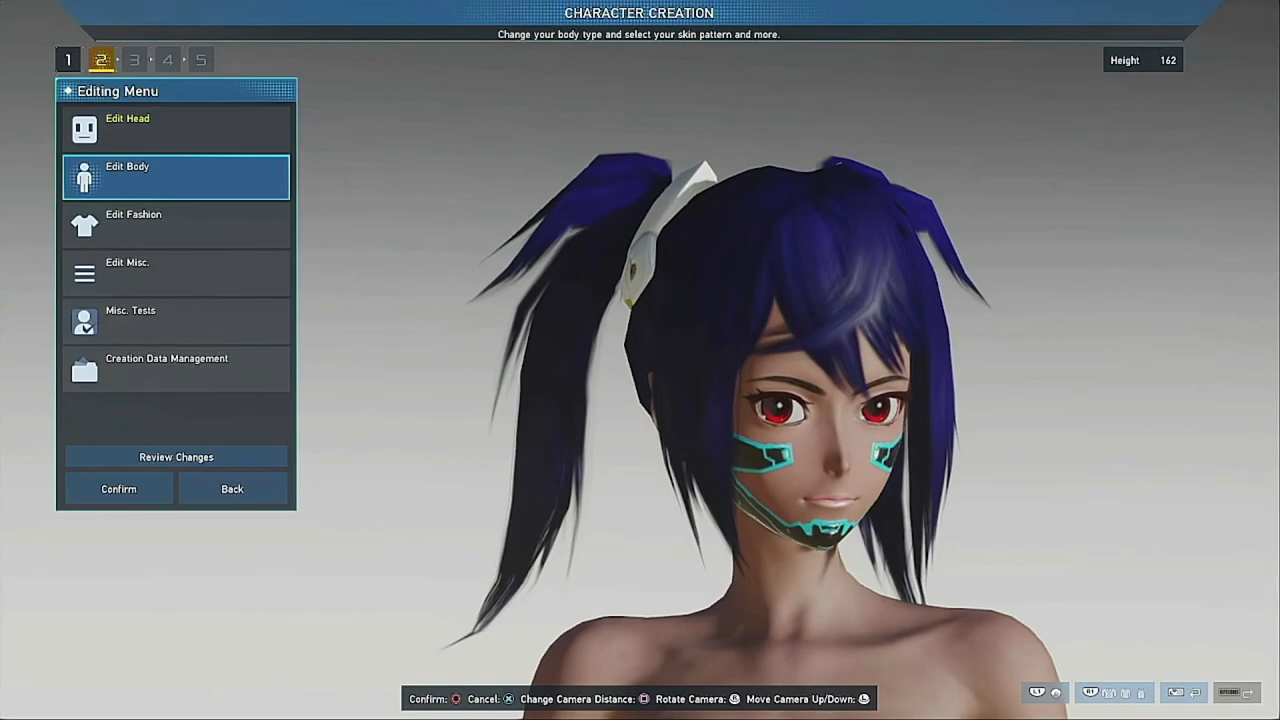 CHARACTER CREATION
Change your body type and select your skin pattern and more.
1 2 3 4 5
Height 162
Editing Menu
Edit Head
Edit Body
Edit Fashion
Edit Misc.
Misc. Tests
Creation Data Management
Review Changes
Confirm Back
Confirm: Cancel: Change Camera Distance: Rotate Camera: R Move Camera Up/Down: L